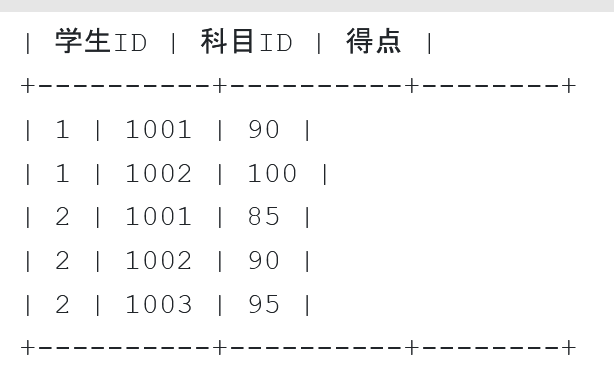 | 学生ID | 科目ID | 得点 |
+----------+----------+--------+
| 1 | 1001 | 90 |
| 1 | 1002 | 100 |
| 2 | 1001 | 85 |
| 2 | 1002 | 90 |
| 2 | 1003 | 95 |
+----------+----------+--------+